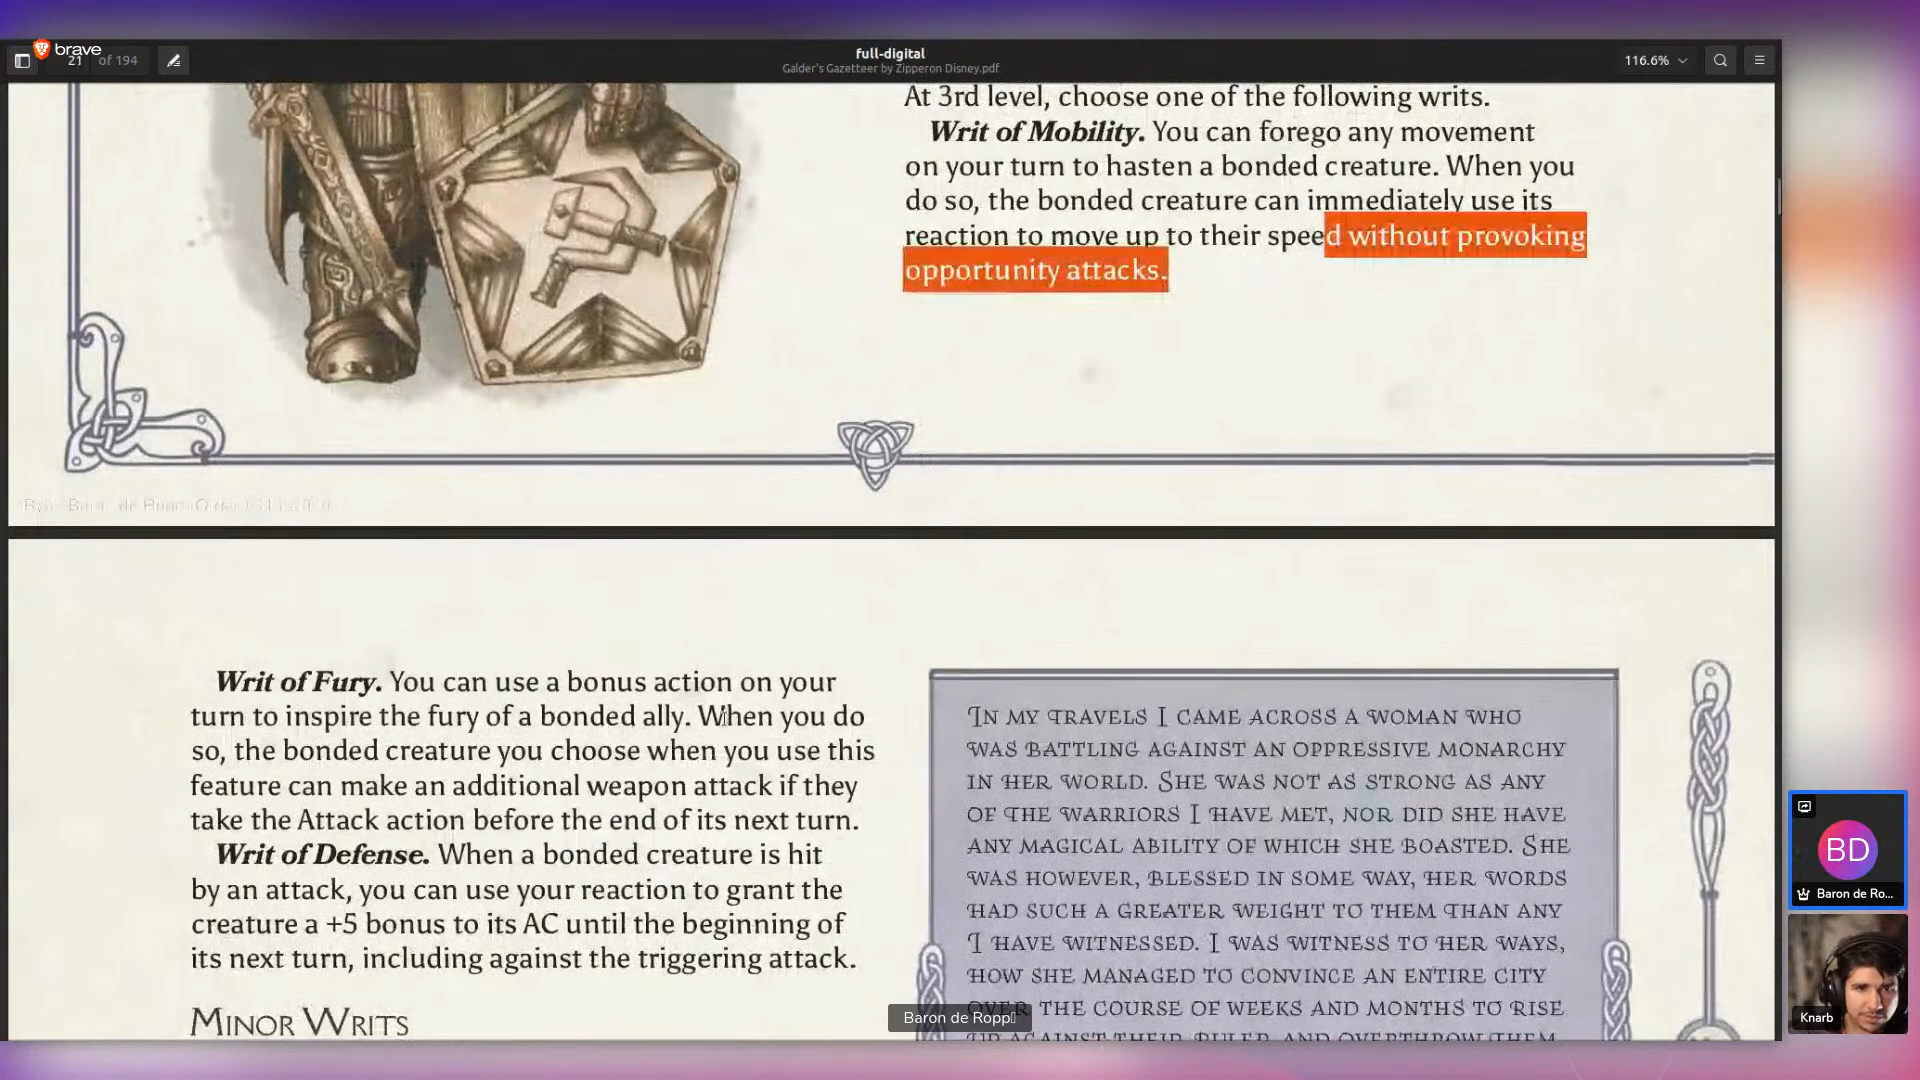 brave
21 of 194
full-digital
Galder's Gazetteer by Zipperon Disney.pdf
116.6%
At 3rd level, choose one of the following writs.
Writ of Mobility. You can forego any movement
on your turn to hasten a bonded creature. When you
do so, the bonded creature can immediately use its
reaction to move up to their speed without provoking
opportunity attacks.
Writ of Fury. You can use a bonus action on your
turn to inspire the fury of a bonded ally. When you do
so, the bonded creature you choose when you use this
feature can make an additional weapon attack if they
take the Attack action before the end of its next turn.
Writ of Defense. When a bonded creature is hit
by an attack, you can use your reaction to grant the
creature a +5 bonus to its AC until the beginning of
its next turn, including against the triggering attack.
MINOR WRITS
IN MY TRAVELS I CAME ACROSS A WOMAN WHO
WAS BATTLING AGAINST AN OPPRESSIVE MONARCHY
IN HER WORLD. SHE WAS NOT AS STRONG AS ANY
OF THE WARRIORS I HAVE MET, NOR DID SHE HAVE
ANY MAGICAL ABILITY OF WHICH SHE BOASTED. SHE
WAS HOWEVER, BLESSED IN SOME WAY, HER WORDS
HAD SUCH A GREATER WEIGHT TO THEM THAN ANY
I HAVE WITNESSED. I WAS WITNESS TO HER WAYS,
HOW SHE MANAGED TO CONVINCE AN ENTIRE CITY
OVER THE COURSE OF WEEKS AND MONTHS TO RISE
UP AGAINST THEIR RULER AND OVERTHROW THEM
Baron de Ropp
BD
Baron de Ro...
Knarb